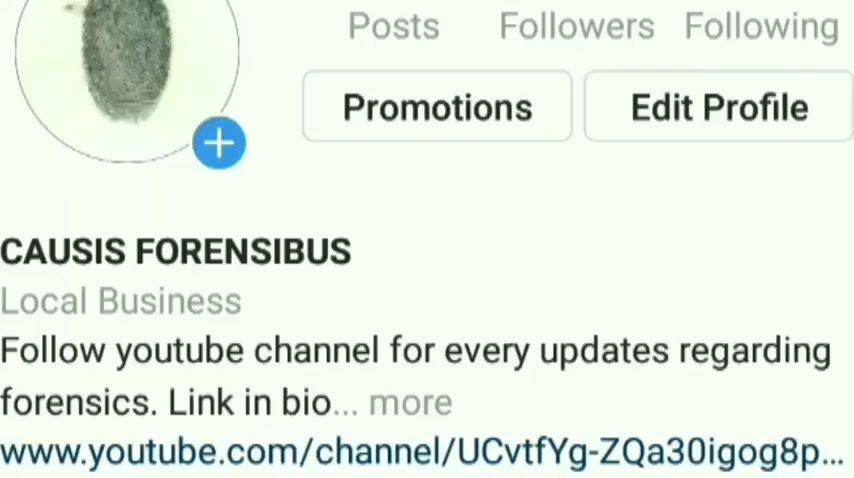 Posts Followers Following
Promotions Edit Profile
CAUSIS FORENSIBUS
Local Business
Follow youtube channel for every updates regarding
forensics. Link in bio... more
www.youtube.com/channel/UCvtfYg-ZQa30igog8p...